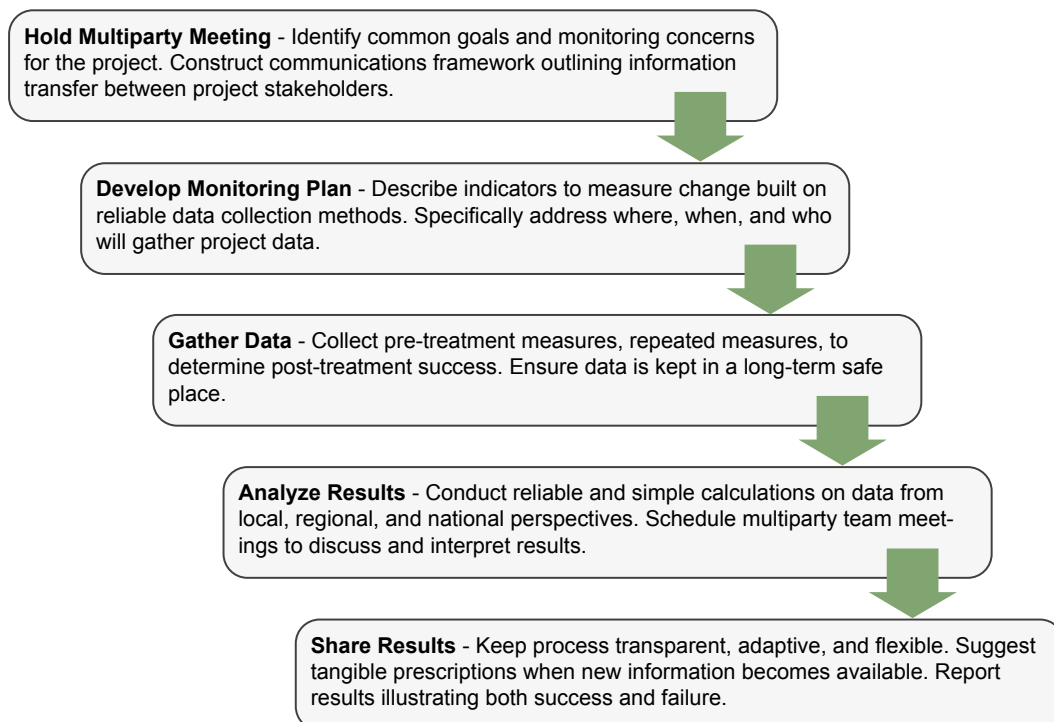 Hold Multiparty Meeting - Identify common goals and monitoring concerns
for the project. Construct communications framework outlining information
transfer between project stakeholders.
Develop Monitoring Plan - Describe indicators to measure change built on
reliable data collection methods. Specifically address where, when, and who
will gather project data.
Gather Data - Collect pre-treatment measures, repeated measures, to
determine post-treatment success. Ensure data is kept in a long-term safe
place.
Analyze Results - Conduct reliable and simple calculations on data from
local, regional, and national perspectives. Schedule multiparty team meet-
ings to discuss and interpret results.
Share Results - Keep process transparent, adaptive, and flexible. Suggest
tangible prescriptions when new information becomes available. Report
results illustrating both success and failure.